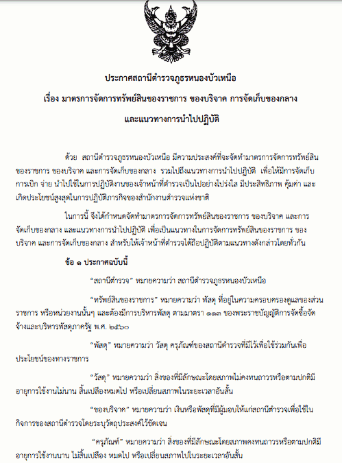 ประกาศสถานีตำรวจภูธรหนองบัวเหนือ
เรื่อง มาตรการจัดการทรัพย์สินของราชการ ของบริจาค การจัดเก็บของกลาง
และแนวทางการนำไปปฏิบัติ
ด้วย สถานีตำรวจภูธรหนองบัวเหนือ มีความประสงค์ที่จะจัดทำมาตรการจัดการทรัพย์สิน
ของราชการ ของบริจาค และการจัดเก็บของกลาง รวมไปถึงแนวทางการนำไปปฏิบัติ เพื่อให้มีการจัดเก็บ
การเบิก จ่าย นำไปใช้ในการปฏิบัติงานของเจ้าหน้าที่ตำรวจเป็นไปอย่างโปร่งใส มีประสิทธิภาพ คุ้มค่า และ
เกิดประโยชน์สูงสุดในการปฏิบัติภารกิจของสำนักงานตำรวจแห่งชาติ
ในการนี้ จึงได้กำหนดจัดทำมาตรการจัดการทรัพย์สินของราชการ ของบริจาค และการ
จัดเก็บของกลาง และแนวทางการนำไปปฏิบัติ เพื่อเป็นแนวทางในการจัดการทรัพย์สินของราชการ ของ
บริจาค และการจัดเก็บของกลาง สำหรับให้เจ้าหน้าที่ตำรวจได้ถือปฏิบัติตามแนวทางดังกล่าวโดยทั่วกัน
ข้อ ๑ ประกาศฉบับนี้
"สถานีตำรวจ" หมายความว่า สถานีตำรวจภูธรหนองบัวเหนือ
"ทรัพย์สินของราชการ" หมายความว่า พัสดุ ที่อยู่ในความครอบครองดูแลของส่วน
ราชการ หรือหน่วยงานนั้นๆ และต้องมีการบริหารพัสดุ ตามมาตรา ๑๑๓ ของพระราชบัญญัติการจัดซื้อจัด
จ้างและบริหารพัสดุภาครัฐ พ.ศ. ๒๕๖๐
"พัสดุ" หมายความว่า วัสดุ ครุภัณฑ์ของสถานีตำรวจที่มีไว้เพื่อใช้ร่วมกันเพื่อ
ประโยชน์ของทางราชการ
"วัสดุ" หมายความว่า สิ่งของที่มีลักษณะโดยสภาพไม่คงทนถาวรหรือตามปกติมี
อายุการใช้งานไม่นาน สิ้นเปลืองหมดไป หรือเปลี่ยนสภาพไปในระยะเวลาอันสั้น
"ของบริจาค" หมายความว่า เงินหรือพัสดุที่มีผู้มอบให้แก่สถานีตำรวจเพื่อใช้ใน
กิจการของสถานีตำรวจโดยระบุวัตถุประสงค์ไว้ชัดเจน
"ครุภัณฑ์" หมายความว่า สิ่งของที่มีลักษณะโดยสภาพคงทนถาวรหรือตามปกติมี
อายุการใช้งานนาน ไม่สิ้นเปลือง หมดไป หรือเปลี่ยนสภาพไปในระยะเวลาอันสั้น